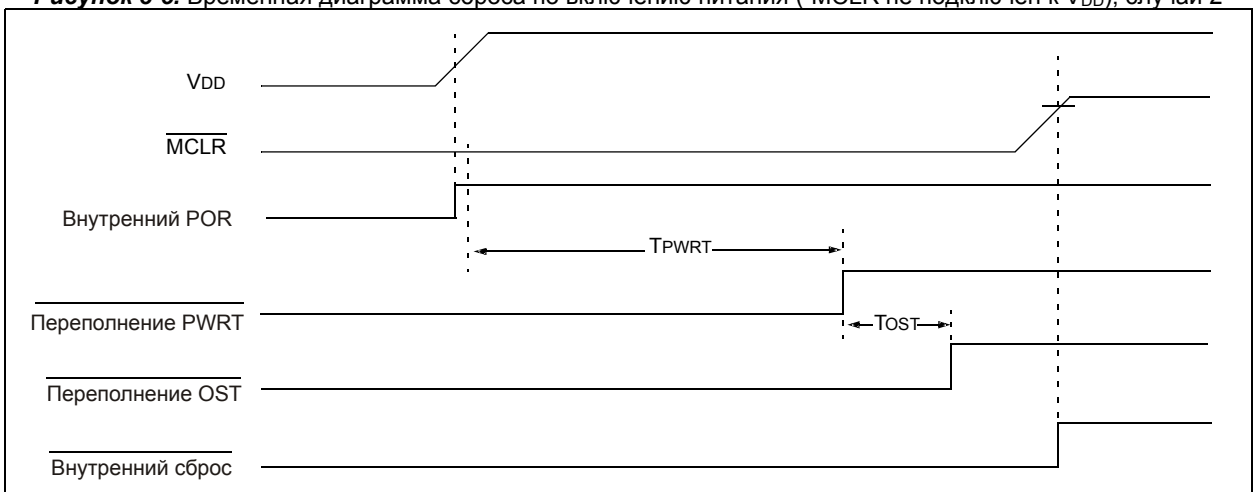 VDD
MCLR
Внутренний POR
TPWRT
Переполнение PWRT
TOST
Переполнение OST
Внутренний сброс